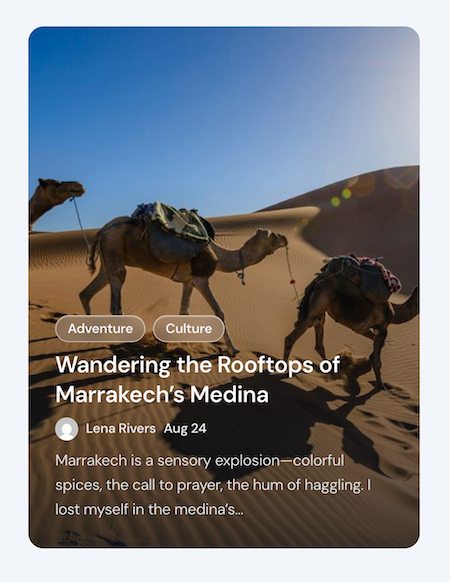 Adventure Culture
Wandering the Rooftops of
Marrakech’s Medina
Lena Rivers Aug 24
Marrakech is a sensory explosion—colorful
spices, the call to prayer, the hum of haggling. I
lost myself in the medina’s...